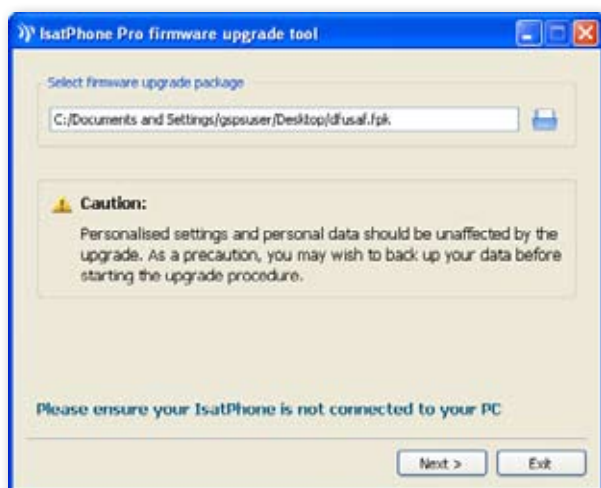 IsatPhone Pro firmware upgrade tool
Select firmware upgrade package
C:/Documents and Settings/gspsuser/Desktop/dfusaf.fpk
Caution:
Personalised settings and personal data should be unaffected by the
upgrade. As a precaution, you may wish to back up your data before
starting the upgrade procedure.
Please ensure your IsatPhone is not connected to your PC
Next >
Exit